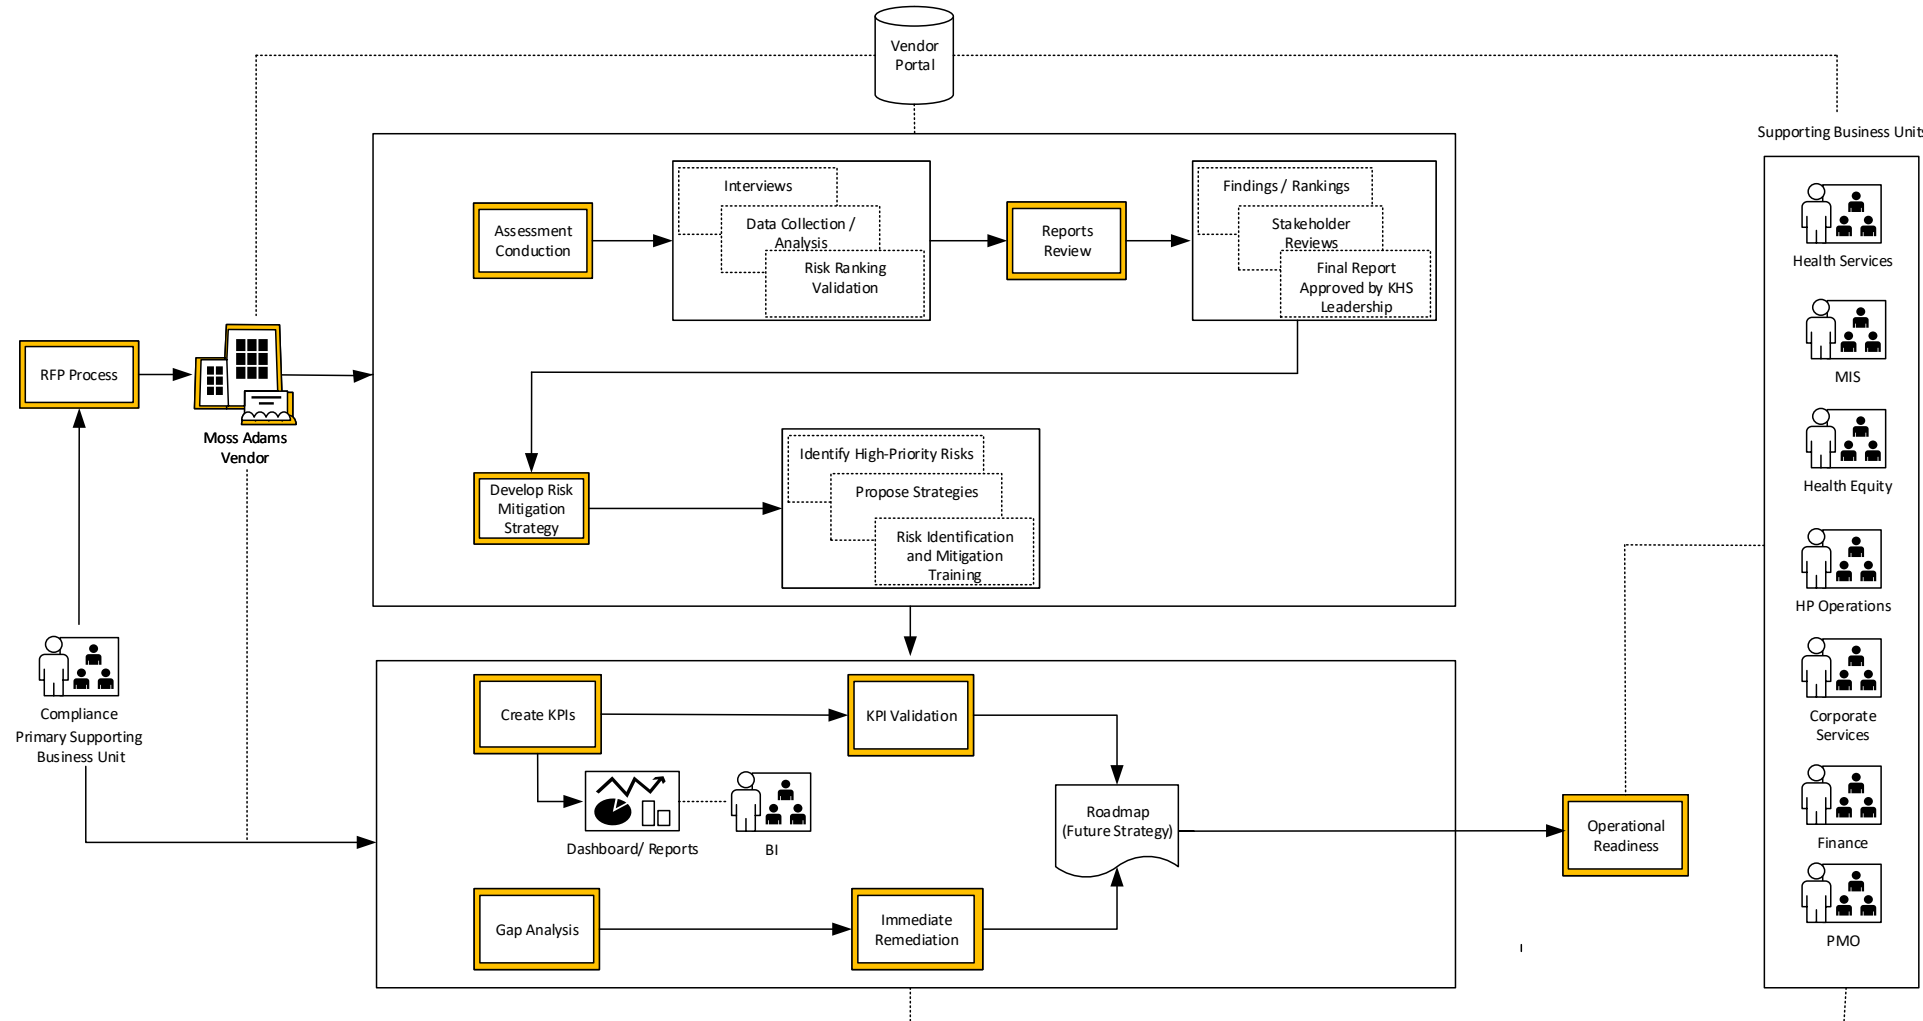 Vendor
Portal
Supporting Business Units
Interviews
Data Collection /
Analysis
Risk Ranking
Validation
Findings / Rankings
Stakeholder
Reviews
Final Report
Approved by KHS
Leadership
Assessment
Conduction
Reports
Review
Health Services
RFP Process
Moss Adams
Vendor
MIS
Identify High-Priority Risks
Propose Strategies
Risk Identification
and Mitigation
Training
Develop Risk
Mitigation
Strategy
Health Equity
HP Operations
Compliance
Primary Supporting
Business Unit
Create KPIs
KPI Validation
Corporate
Services
Dashboard/ Reports
BI
Roadmap
(Future Strategy)
Operational
Readiness
Finance
Gap Analysis
Immediate
Remediation
PMO